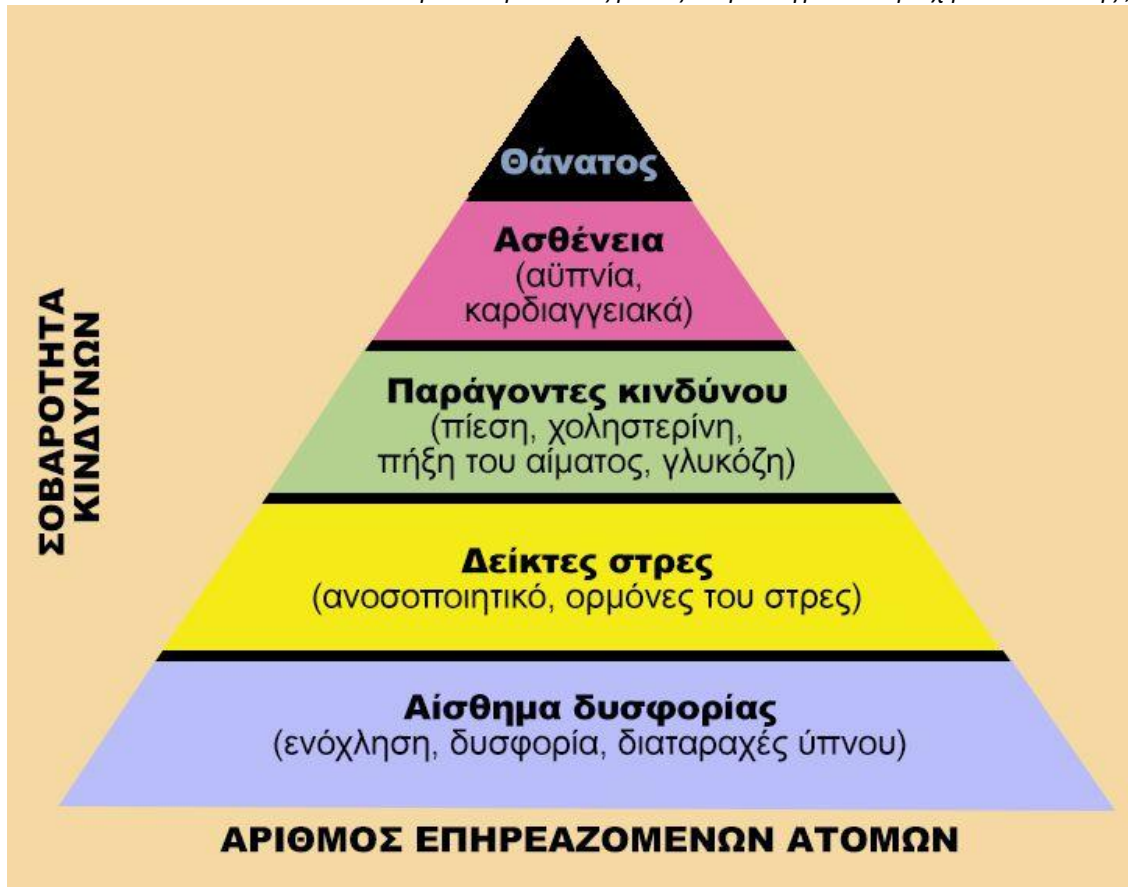 Θάνατος
Ασθένεια
(αϋπνία,
καρδιαγγειακά)
Παράγοντες κινδύνου
(πίεση, χοληστερίνη,
πήξη του αίματος, γλυκόζη)
Δείκτες στρες
(ανοσοποιητικό, ορμόνες του στρες)
Αίσθημα δυσφορίας
(ενόχληση, δυσφορία, διαταραχές ύπνου)
ΣΟΒΑΡΟΤΗΤΑ
ΚΙΝΔΥΝΩΝ
ΑΡΙΘΜΟΣ ΕΠΗΡΕΑΖΟΜΕΝΩΝ ΑΤΟΜΩΝ